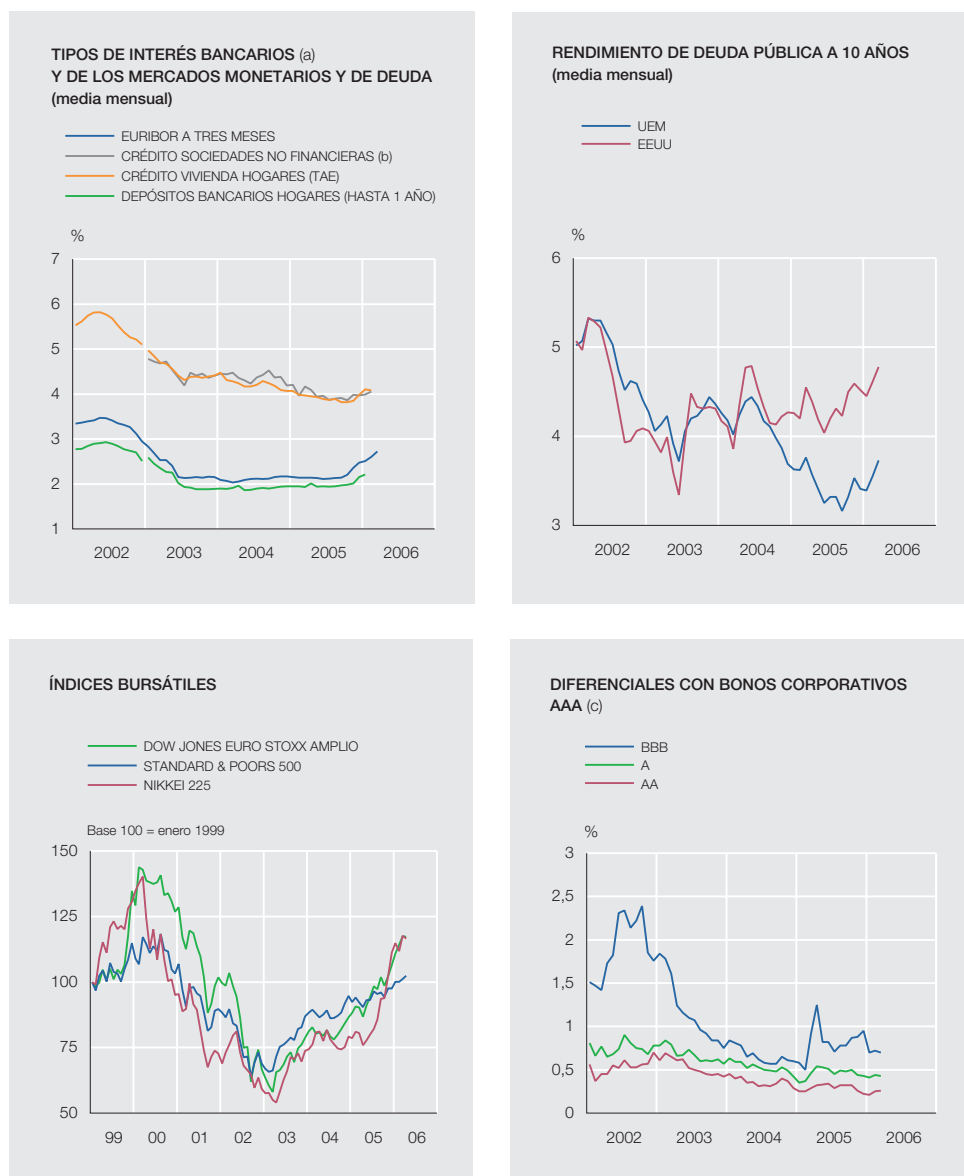 TIPOS DE INTERÉS BANCARIOS (a)
Y DE LOS MERCADOS MONETARIOS Y DE DEUDA
(media mensual)
EURIBOR A TRES MESES
CRÉDITO SOCIEDADES NO FINANCIERAS (b)
CRÉDITO VIVIENDA HOGARES (TAE)
DEPÓSITOS BANCARIOS HOGARES (HASTA 1 AÑO)
%
7
6
5
4
3
2
1
2002 2003 2004 2005 2006
RENDIMIENTO DE DEUDA PÚBLICA A 10 AÑOS
(media mensual)
UEM
EEUU
%
6
5
4
3
2002 2003 2004 2005 2006
ÍNDICES BURSÁTILES
DOW JONES EURO STOXX AMPLIO
STANDARD & POORS 500
NIKKEI 225
Base 100 = enero 1999
150
125
100
75
50
99 00 01 02 03 04 05 06
DIFERENCIALES CON BONOS CORPORATIVOS
AAA (c)
BBB
A
AA
%
3
2,5
2
1,5
1
0,5
0
2002 2003 2004 2005 2006